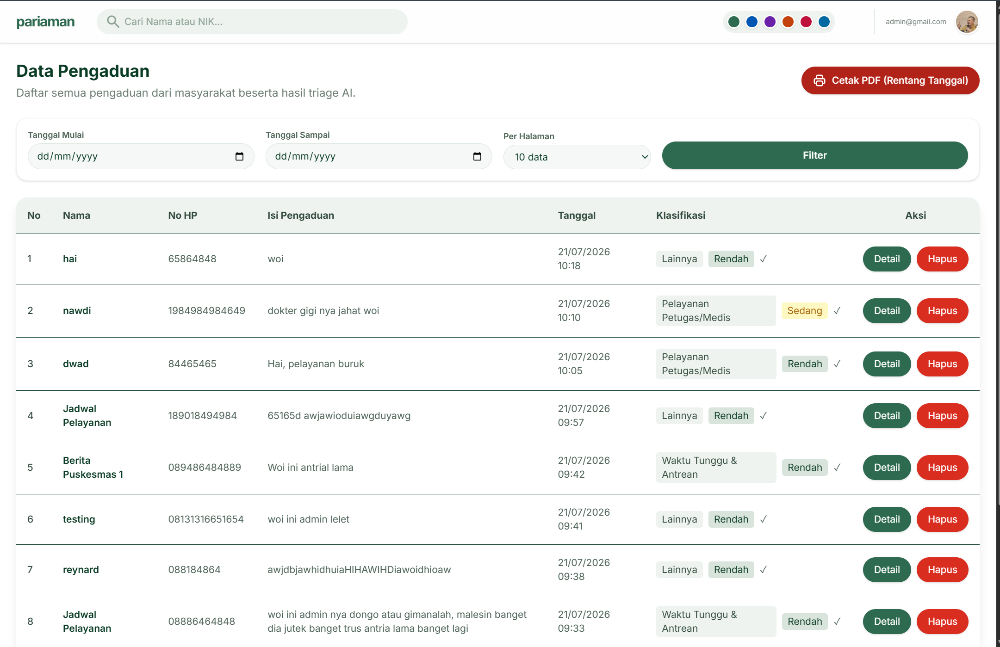 pariaman
Cari Nama atau NIK...
admin@gmail.com
Data Pengaduan
Daftar semua pengaduan dari masyarakat beserta hasil triage AI.
Cetak PDF (Rentang Tanggal)
Tanggal Mulai
dd/mm/yyyy
Tanggal Sampai
dd/mm/yyyy
Per Halaman
10 data
Filter
No Nama No HP Isi Pengaduan Tanggal Klasifikasi Aksi
1 hai 65864848 woi 21/07/2026 10:18 Lainnya Rendah ✓ Detail Hapus
2 nawdi 1984984984649 dokter gigi nya jahat woi 21/07/2026 10:10 Pelayanan Petugas/Medis Sedang ✓ Detail Hapus
3 dwad 84465465 Hai, pelayanan buruk 21/07/2026 10:05 Pelayanan Petugas/Medis Rendah ✓ Detail Hapus
4 Jadwal Pelayanan 189018494984 65165d awjawioduiawgduyawg 21/07/2026 09:57 Lainnya Rendah ✓ Detail Hapus
5 Berita Puskesmas 1 089486484889 Woi ini antrial lama 21/07/2026 09:42 Waktu Tunggu & Antrean Rendah ✓ Detail Hapus
6 testing 08131316651654 woi ini admin lelet 21/07/2026 09:41 Lainnya Rendah ✓ Detail Hapus
7 reynard 088184864 awjdbjawhidhuiaHIHAWIHDiawoidhioaw 21/07/2026 09:38 Lainnya Rendah ✓ Detail Hapus
8 Jadwal Pelayanan 08886464848 woi ini admin nya dongo atau gimanalah, malesin banget dia jutek banget trus antria lama banget lagi 21/07/2026 09:33 Waktu Tunggu & Antrean Rendah ✓ Detail Hapus